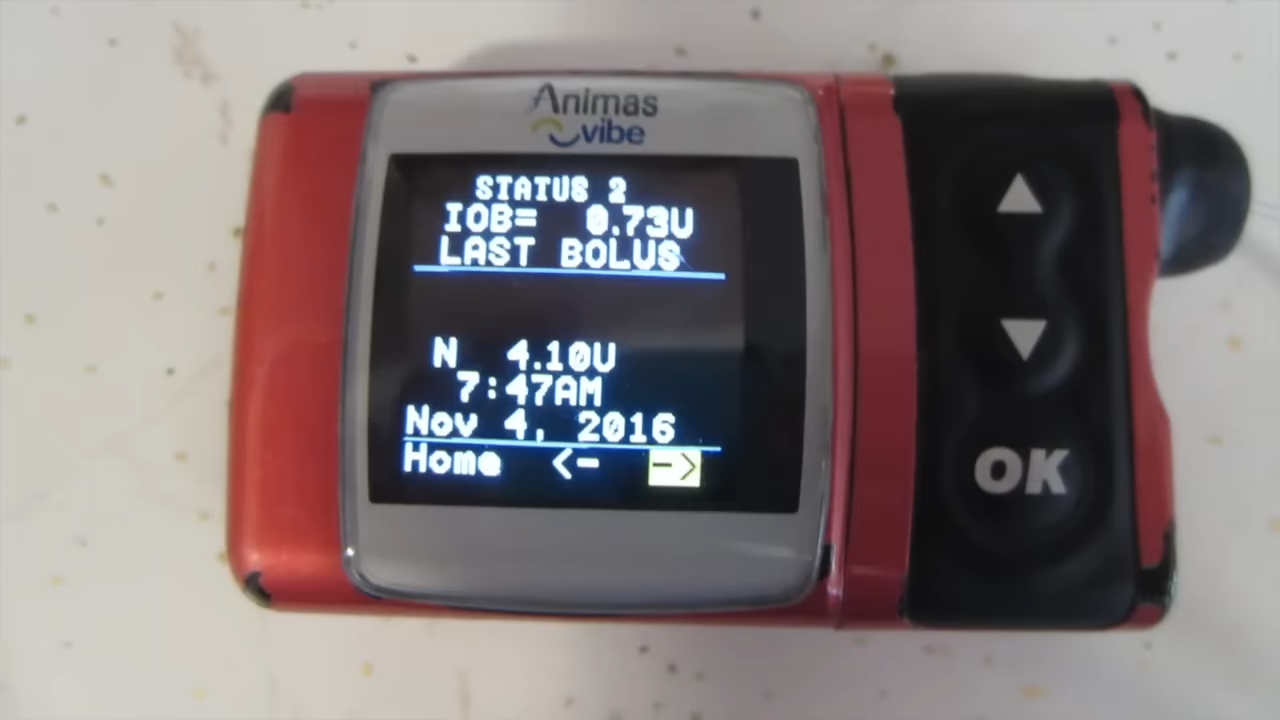 Animas
vibe
STATUS 2
IOB= 0.73U
LAST BOLUS
N 4.10U
7:47AM
Nov 4, 2016
Home <- ->
OK